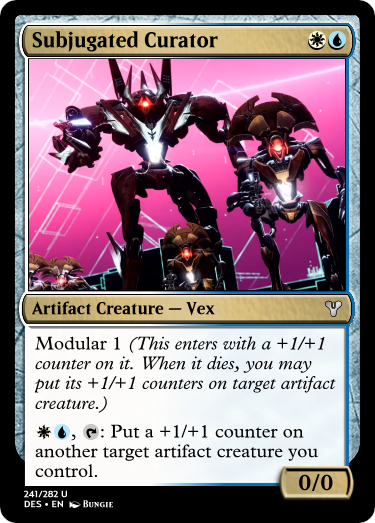 Subjugated Curator
Artifact Creature — Vex
Modular 1 (This enters with a +1/+1
counter on it. When it dies, you may
put its +1/+1 counters on target artifact
creature.)
, : Put a +1/+1 counter on
another target artifact creature you
control.
0/0
241/282 U
DES • EN Bungie